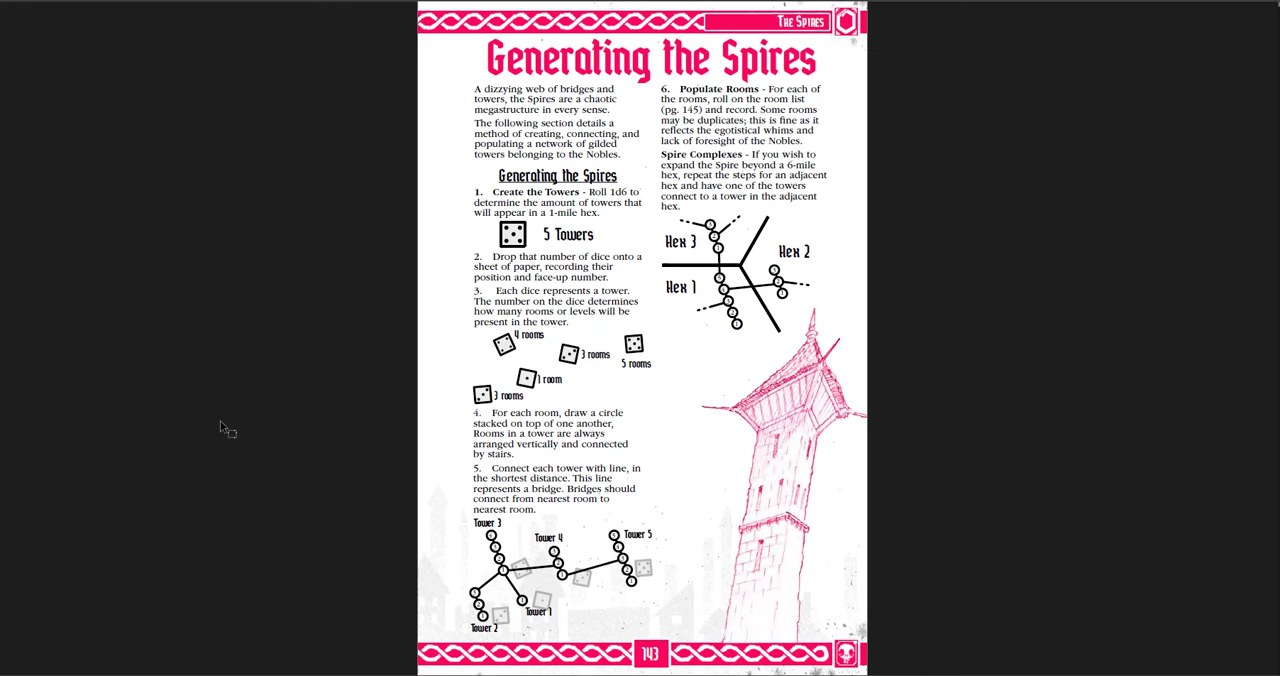 The Spires
Generating the Spires
A dizzying web of bridges and
towers, the Spires are a chaotic
megastructure in every sense.
The following section details a
method of creating, connecting, and
populating a network of gilded
towers belonging to the Nobles.
Generating the Spires
1. Create the Towers - Roll 1d6 to
determine the amount of towers that
will appear in a 1-mile hex.
5 Towers
2. Drop that number of dice onto a
sheet of paper, recording their
position and face-up number.
3. Each dice represents a tower.
The number on the dice determines
how many rooms or levels will be
present in the tower.
4 rooms
3 rooms
5 rooms
1 room
3 rooms
4. For each room, draw a circle
stacked on top of one another,
Rooms in a tower are always
arranged vertically and connected
by stairs.
5. Connect each tower with line, in
the shortest distance. This line
represents a bridge. Bridges should
connect from nearest room to
nearest room.
Tower 3
Tower 4
Tower 5
Tower 1
Tower 2
6. Populate Rooms - For each of
the rooms, roll on the room list
(pg. 145) and record. Some rooms
may be duplicates; this is fine as it
reflects the egotistical whims and
lack of foresight of the Nobles.
Spire Complexes - If you wish to
expand the Spire beyond a 6-mile
hex, repeat the steps for an adjacent
hex and have one of the towers
connect to a tower in the adjacent
hex.
Hex 3
Hex 2
Hex 1
143